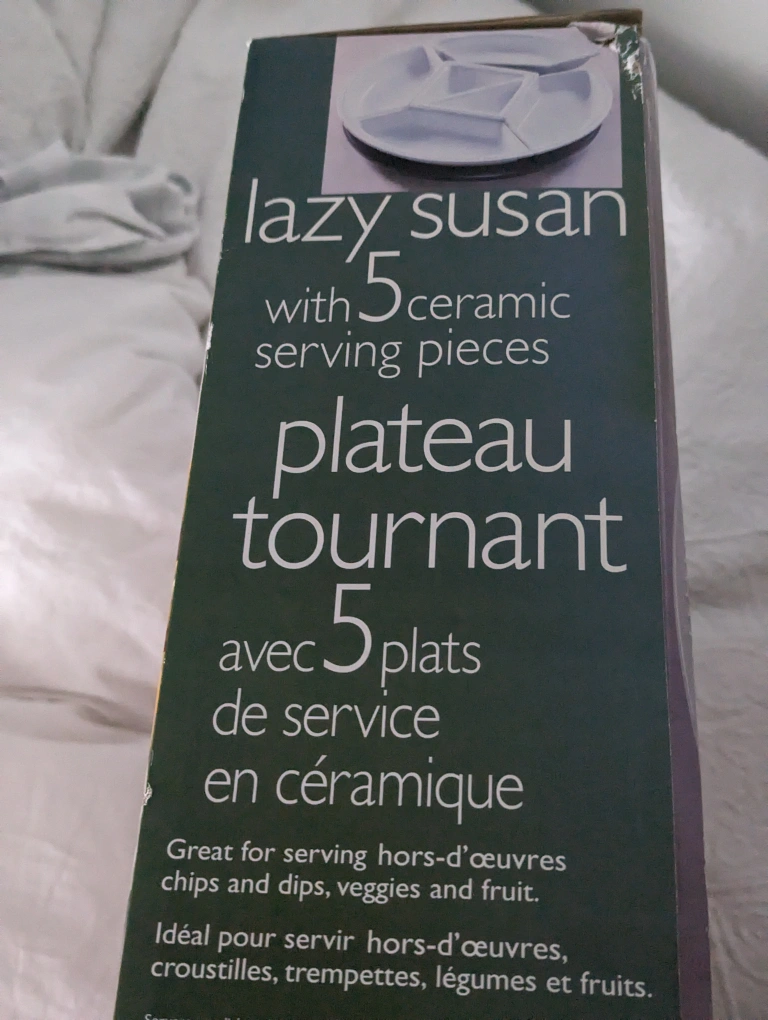 lazy susan
with 5 ceramic
serving pieces
plateau
tournant
avec 5 plats
de service
en céramique
Great for serving hors-d'œuvres
chips and dips, veggies and fruit.
Idéal pour servir hors-d'œuvres,
croustilles, trempettes, légumes et fruits.